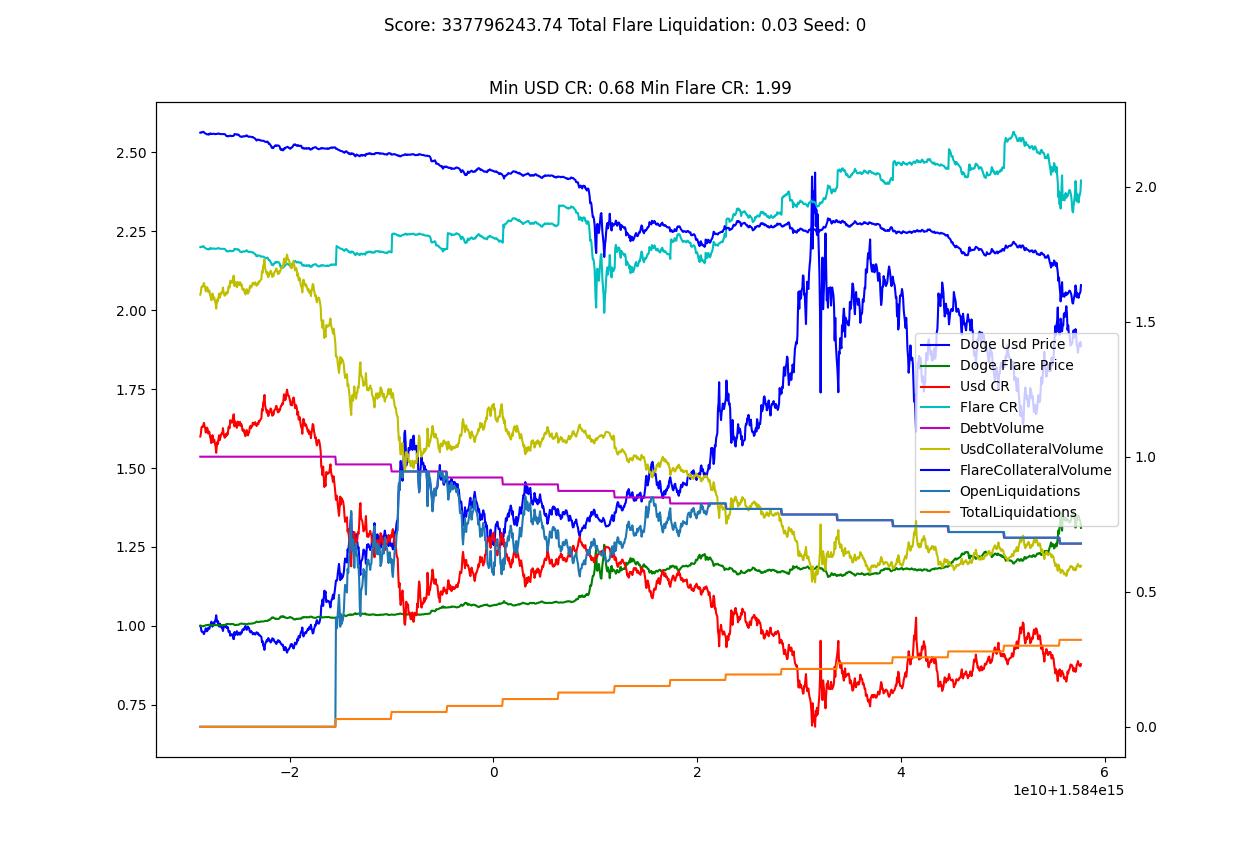 Score: 337796243.74 Total Flare Liquidation: 0.03 Seed: 0
Min USD CR: 0.68 Min Flare CR: 1.99
2.50
2.25
2.00
1.75
1.50
1.25
1.00
0.75
2.0
1.5
1.0
0.5
0.0
Doge Usd Price
Doge Flare Price
Usd CR
Flare CR
DebtVolume
UsdCollateralVolume
FlareCollateralVolume
OpenLiquidations
TotalLiquidations
−2
0
2
4
6
1e10+1.584e15